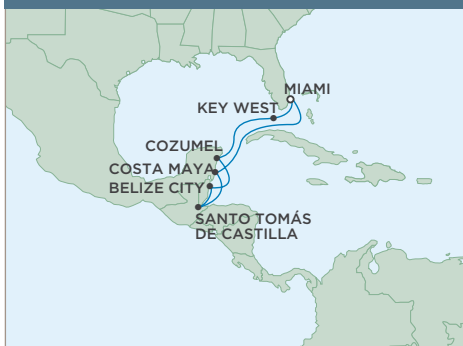 MIAMI
KEY WEST
COZUMEL
COSTA MAYA
BELIZE CITY
SANTO TOMÁS
DE CASTILLA